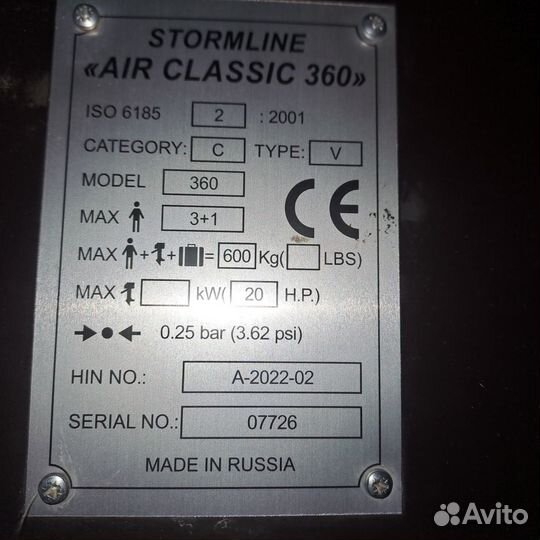 STORMLINE
«AIR CLASSIC 360»
ISO 6185 2 : 2001
CATEGORY: C TYPE: V
MODEL 360
MAX 3+1
CE
MAX + + = 600 Kg( LBS)
MAX kW( 20 H.P.)
0.25 bar (3.62 psi)
HIN NO.: A-2022-02
SERIAL NO.: 07726
MADE IN RUSSIA
Avito